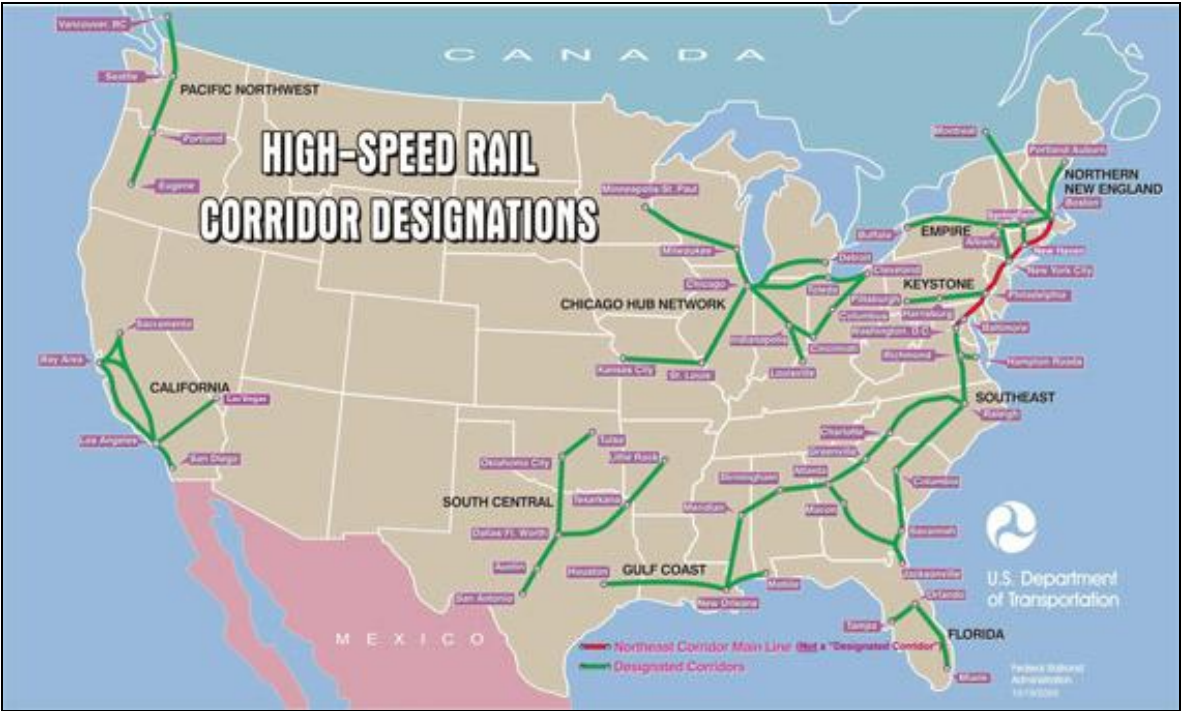 CANADA
Vancouver, BC
Seattle
PACIFIC NORTHWEST
Portland
Eugene
HIGH-SPEED RAIL
CORRIDOR DESIGNATIONS
Minneapolis/St. Paul
Milwaukee
Chicago
CHICAGO HUB NETWORK
Detroit
Toledo
Cleveland
Columbus
Indianapolis
Cincinnati
Kansas City
St. Louis
Louisville
Montreal
Portland/Auburn
NORTHERN
NEW ENGLAND
Boston
Springfield
Buffalo
EMPIRE
Albany
New Haven
New York City
KEYSTONE
Pittsburgh
Harrisburg
Philadelphia
Washington, D.C.
Baltimore
Richmond
Hampton Roads
SOUTHEAST
Raleigh
Charlotte
Greenville
Atlanta
Birmingham
Columbia
Macon
Meridian
Savannah
Jacksonville
Sacramento
Bay Area
CALIFORNIA
Las Vegas
Los Angeles
San Diego
Tulsa
Oklahoma City
Little Rock
SOUTH CENTRAL
Texarkana
Dallas/Ft. Worth
Austin
San Antonio
Houston
GULF COAST
Mobile
New Orleans
Orlando
Tampa
FLORIDA
Miami
MEXICO
U.S. Department
of Transportation
Northeast Corridor Main Line (Not a "Designated Corridor")
Designated Corridors
Federal Railroad
Administration